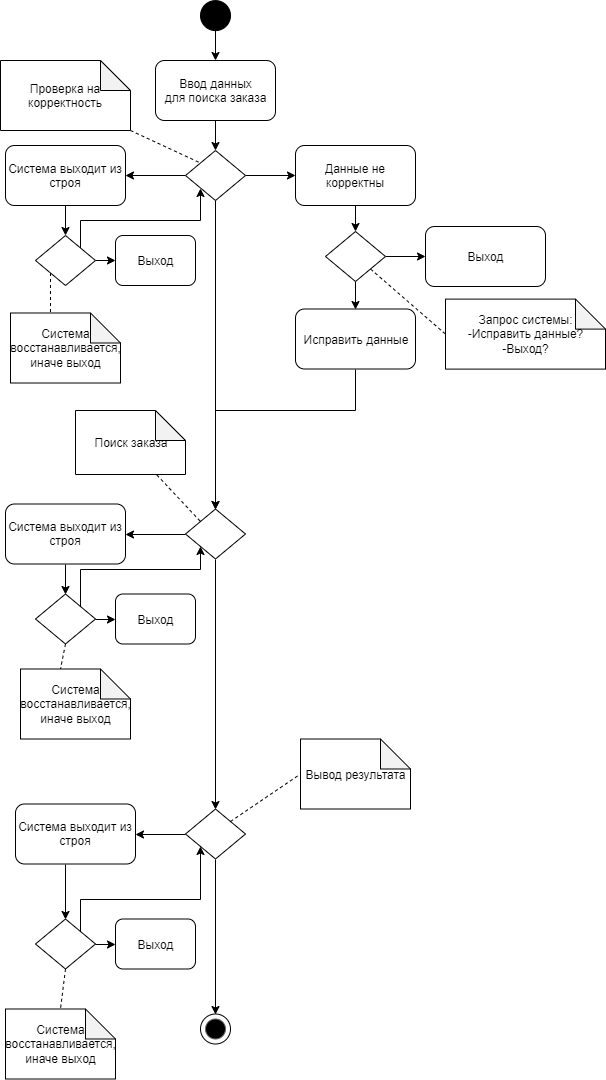 Ввод данных
для поиска заказа
Проверка на
корректность
Система выходит из
строя
Данные не
корректны
Выход
Выход
Система
восстанавливается,
иначе выход
Исправить данные
Запрос системы:
-Исправить данные?
-Выход?
Поиск заказа
Система выходит из
строя
Выход
Система
восстанавливается,
иначе выход
Вывод результата
Система выходит из
строя
Выход
Система
восстанавливается,
иначе выход